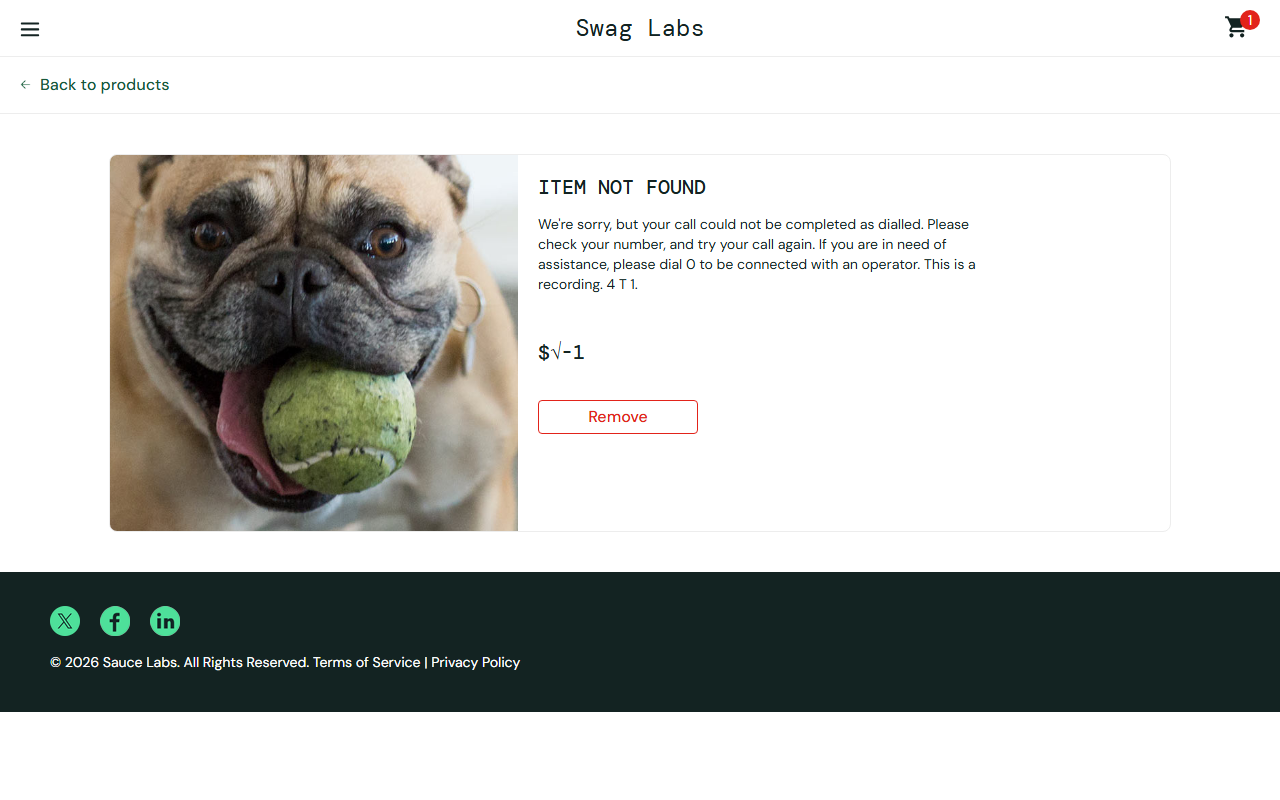 Swag Labs
1
Back to products
ITEM NOT FOUND
We're sorry, but your call could not be completed as dialled. Please
check your number, and try your call again. If you are in need of
assistance, please dial 0 to be connected with an operator. This is a
recording. 4 T 1.
$√-1
Remove
© 2026 Sauce Labs. All Rights Reserved. Terms of Service | Privacy Policy